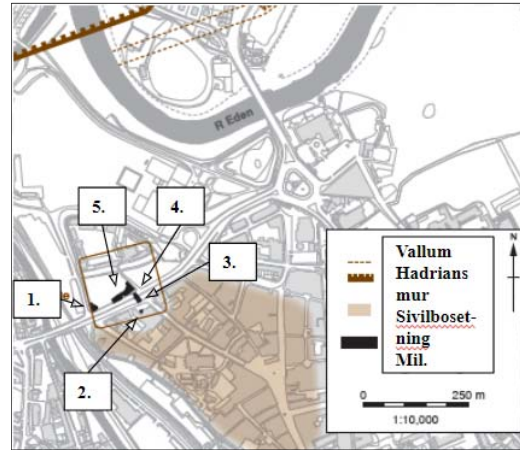 R Eden
5.
4.
3.
1.
e
2.
N
Vallum
Hadrians
mur
Sivilboset-
ning
Mil.
0
250 m
1:10,000